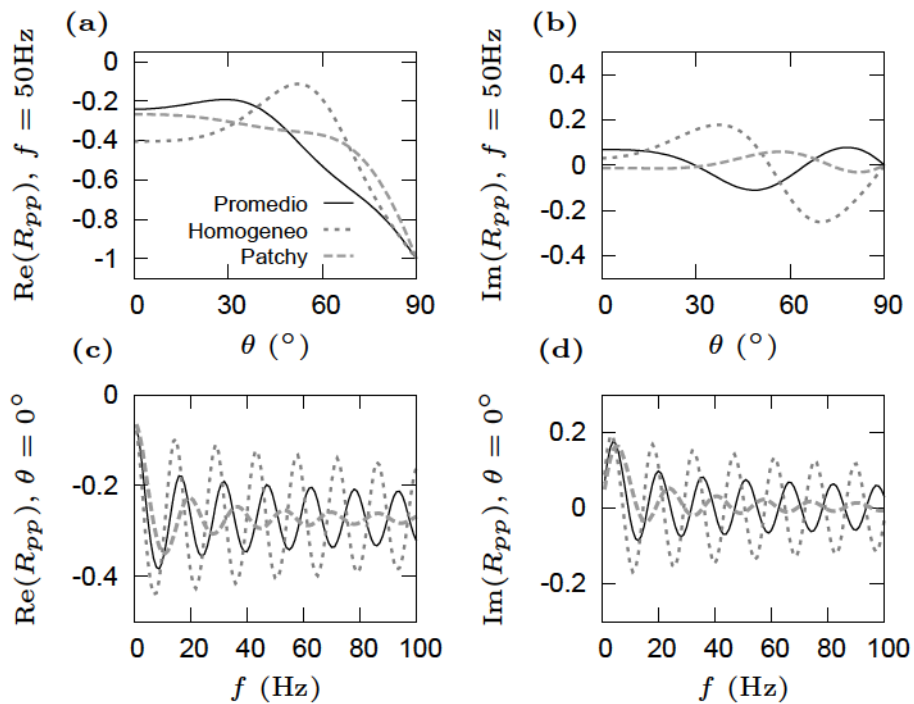 (a)
Re(Rpp), f = 50Hz
0
-0.2
-0.4
-0.6
-0.8
-1
Promedio
Homogeneo
Patchy
0 30 60 90
θ (°)
(b)
Im(Rpp), f = 50Hz
0.4
0.2
0
-0.2
-0.4
0 30 60 90
θ (°)
(c)
Re(Rpp), θ = 0°
0
-0.2
-0.4
0 20 40 60 80 100
f (Hz)
(d)
Im(Rpp), θ = 0°
0.2
0
-0.2
0 20 40 60 80 100
f (Hz)